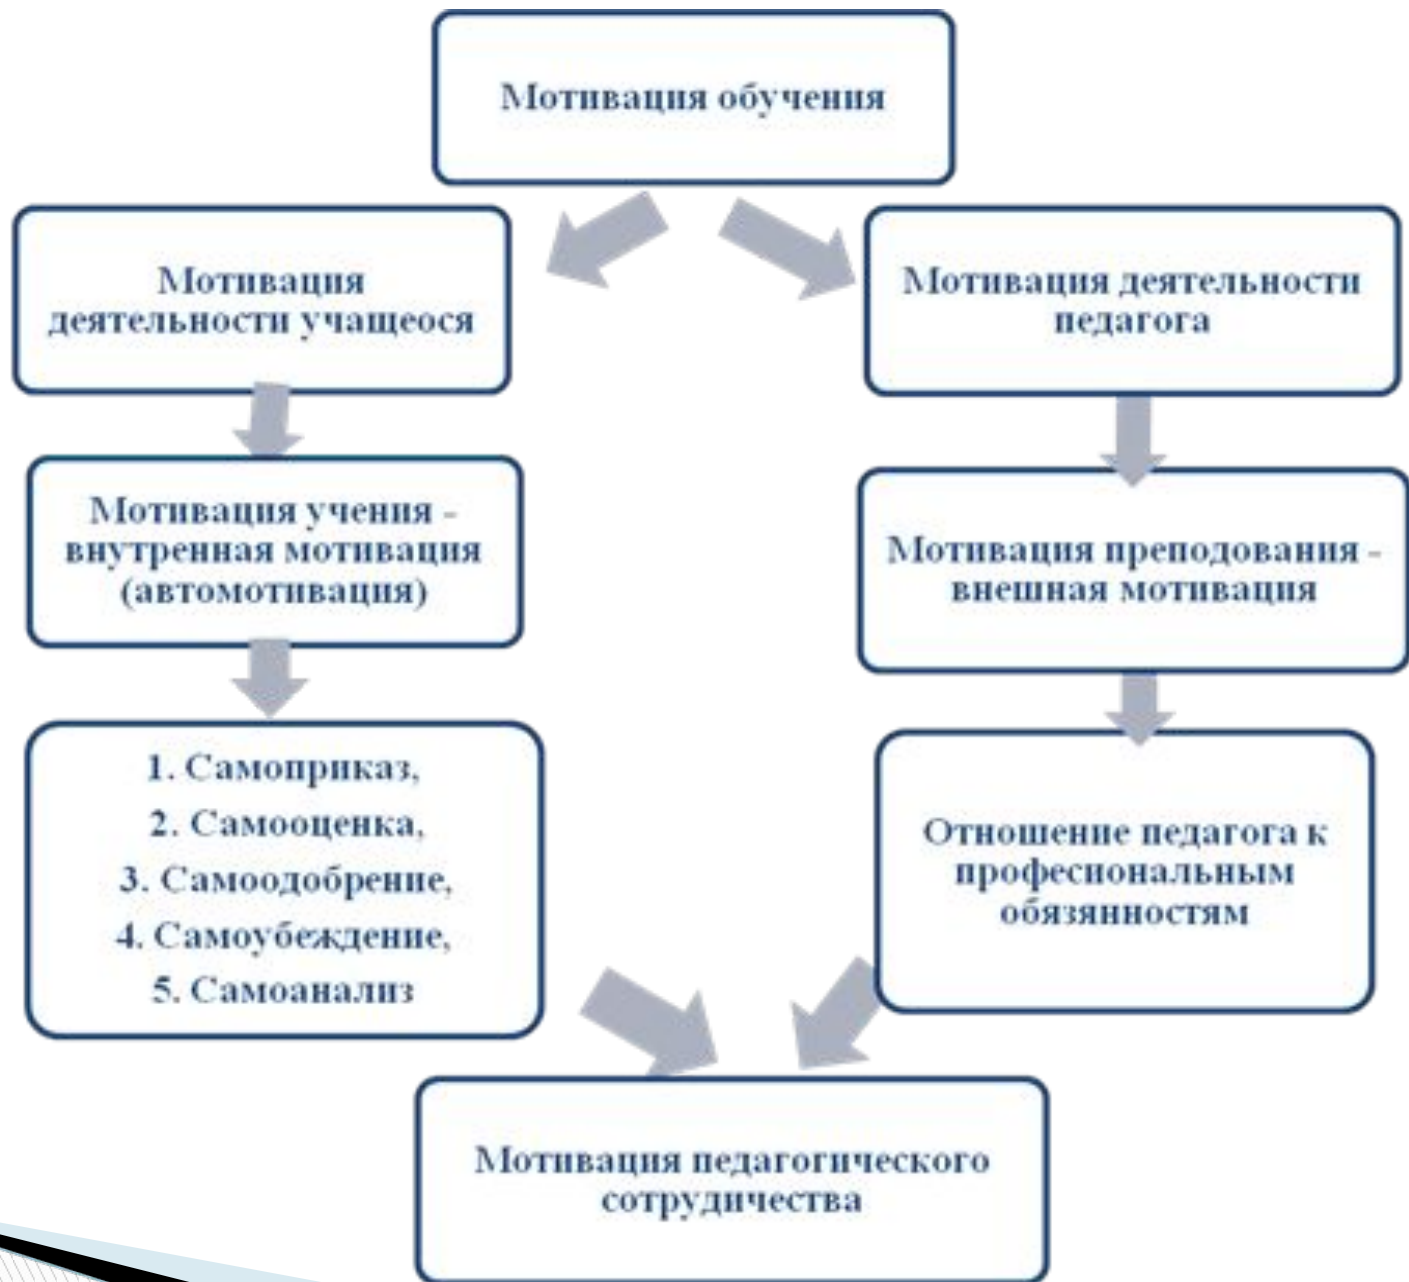 Мотивация обучения
Мотивация
деятельности учащеося
Мотивация деятельности
педагога
Мотивация учения -
внутренная мотивация
(автомотивация)
Мотивация преподования -
внешная мотивация
1. Самоприказ,
2. Самооценка,
3. Самоодобрение,
4. Самоубеждение,
5. Самоанализ
Отношение педагога к
професиональным
обязянностям
Мотивация педагогического
сотрудичества